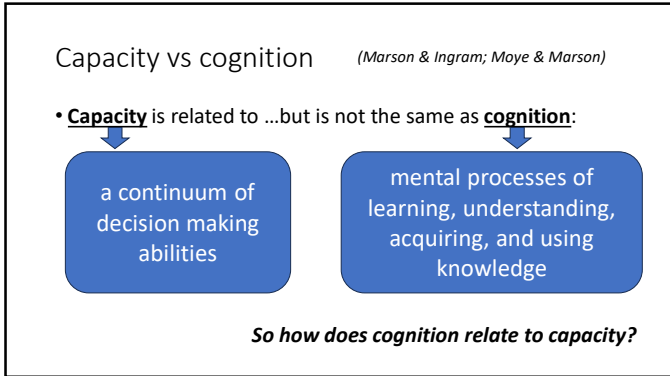 Capacity vs cognition (Marson & Ingram; Moye & Marson)
• Capacity is related to …but is not the same as cognition:
a continuum of
decision making
abilities
mental processes of
learning, understanding,
acquiring, and using
knowledge
So how does cognition relate to capacity?